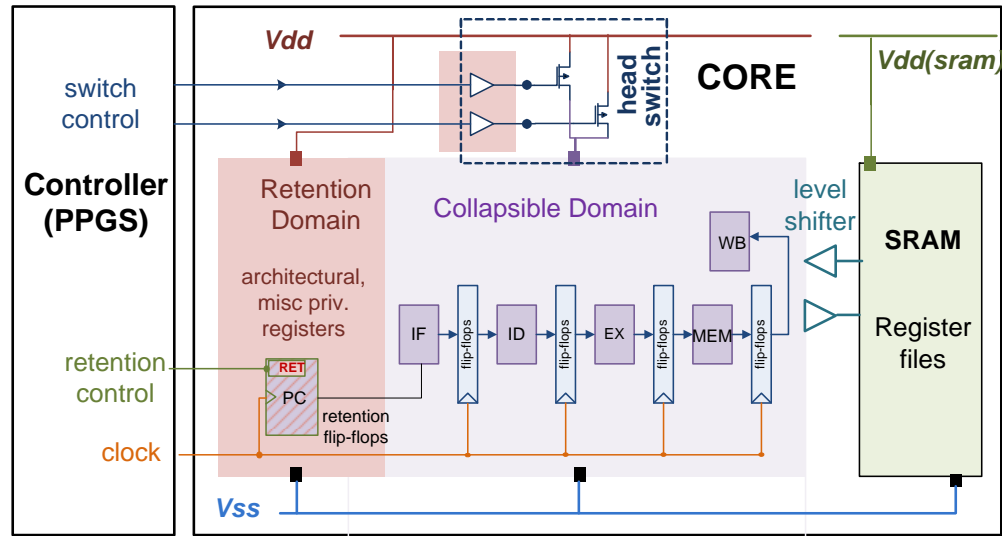 Controller
(PPGS)
switch
control
retention
control
clock
Vdd
head
switch
CORE
Vdd(sram)
Retention
Domain
architectural,
misc priv.
registers
RET
PC
retention
flip-flops
Collapsible Domain
IF
flip-flops
ID
flip-flops
EX
flip-flops
MEM
flip-flops
WB
level
shifter
SRAM
Register
files
Vss